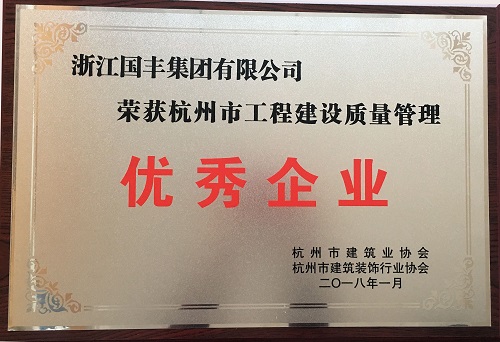 浙江国丰集团有限公司
荣获杭州市工程建设质量管理
优秀企业
杭州市建筑业协会
杭州市建筑装饰行业协会
二〇一八年一月